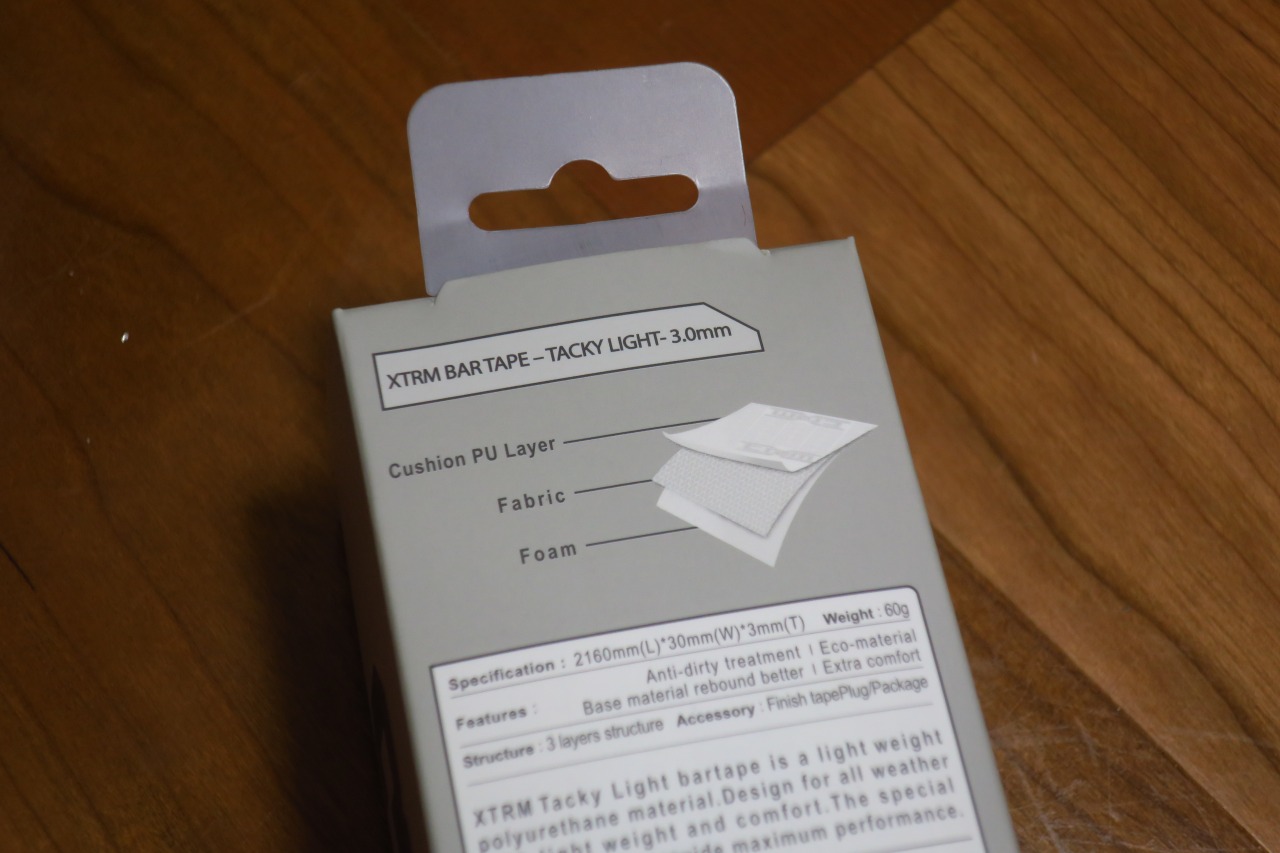 XTRM BAR TAPE – TACKY LIGHT- 3.0mm
Cushion PU Layer
Fabric
Foam
Specification : 2160mm(L)*30mm(W)*3mm(T) Weight : 60g
Features : Anti-dirty treatment | Eco-material
Base material rebound better | Extra comfort
Structure : 3 layers structure Accessory : Finish tapePlug/Package
XTRM Tacky Light bartape is a light weight
polyurethane material.Design for all weather
light weight and comfort.The special
maximum performance.